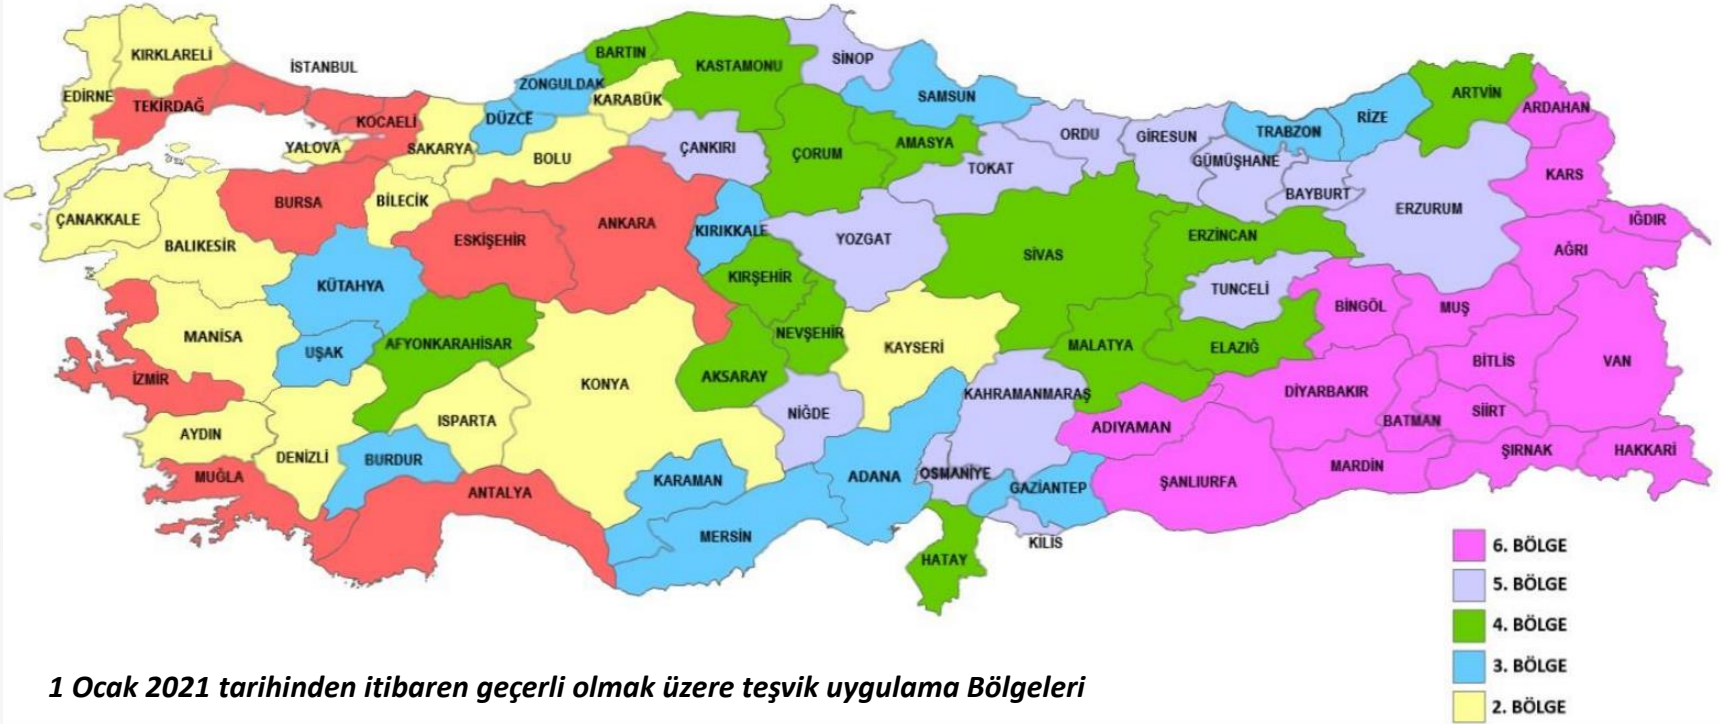 KIRKLARELİ
İSTANBUL
EDİRNE
TEKİRDAĞ
KOCAELİ
YALOVA
SAKARYA
DÜZCE
ZONGULDAK
BARTIN
KARABÜK
KASTAMONU
SİNOP
SAMSUN
BOLU
ÇANKIRI
ÇORUM
AMASYA
TOKAT
ORDU
GİRESUN
GÜMÜŞHANE
TRABZON
RİZE
ARTVİN
ARDAHAN
BAYBURT
KARS
ÇANAKKALE
BALIKESİR
BURSA
BİLECİK
ESKİŞEHİR
ANKARA
KIRIKKALE
YOZGAT
SİVAS
ERZİNCAN
ERZURUM
IĞDIR
AĞRI
KÜTAHYA
KIRŞEHİR
TUNCELİ
BİNGÖL
MUŞ
MANİSA
UŞAK
AFYONKARAHİSAR
NEVŞEHİR
KAYSERİ
MALATYA
ELAZIĞ
BİTLİS
VAN
İZMİR
KONYA
AKSARAY
NİĞDE
KAHRAMANMARAŞ
ADIYAMAN
DİYARBAKIR
BATMAN
SİİRT
AYDIN
DENİZLİ
ISPARTA
BURDUR
MUĞLA
ANTALYA
KARAMAN
MERSİN
ADANA
OSMANİYE
GAZİANTEP
KİLİS
HATAY
ŞANLIURFA
MARDİN
ŞIRNAK
HAKKARİ
6. BÖLGE
5. BÖLGE
4. BÖLGE
3. BÖLGE
2. BÖLGE
1 Ocak 2021 tarihinden itibaren geçerli olmak üzere teşvik uygulama Bölgeleri